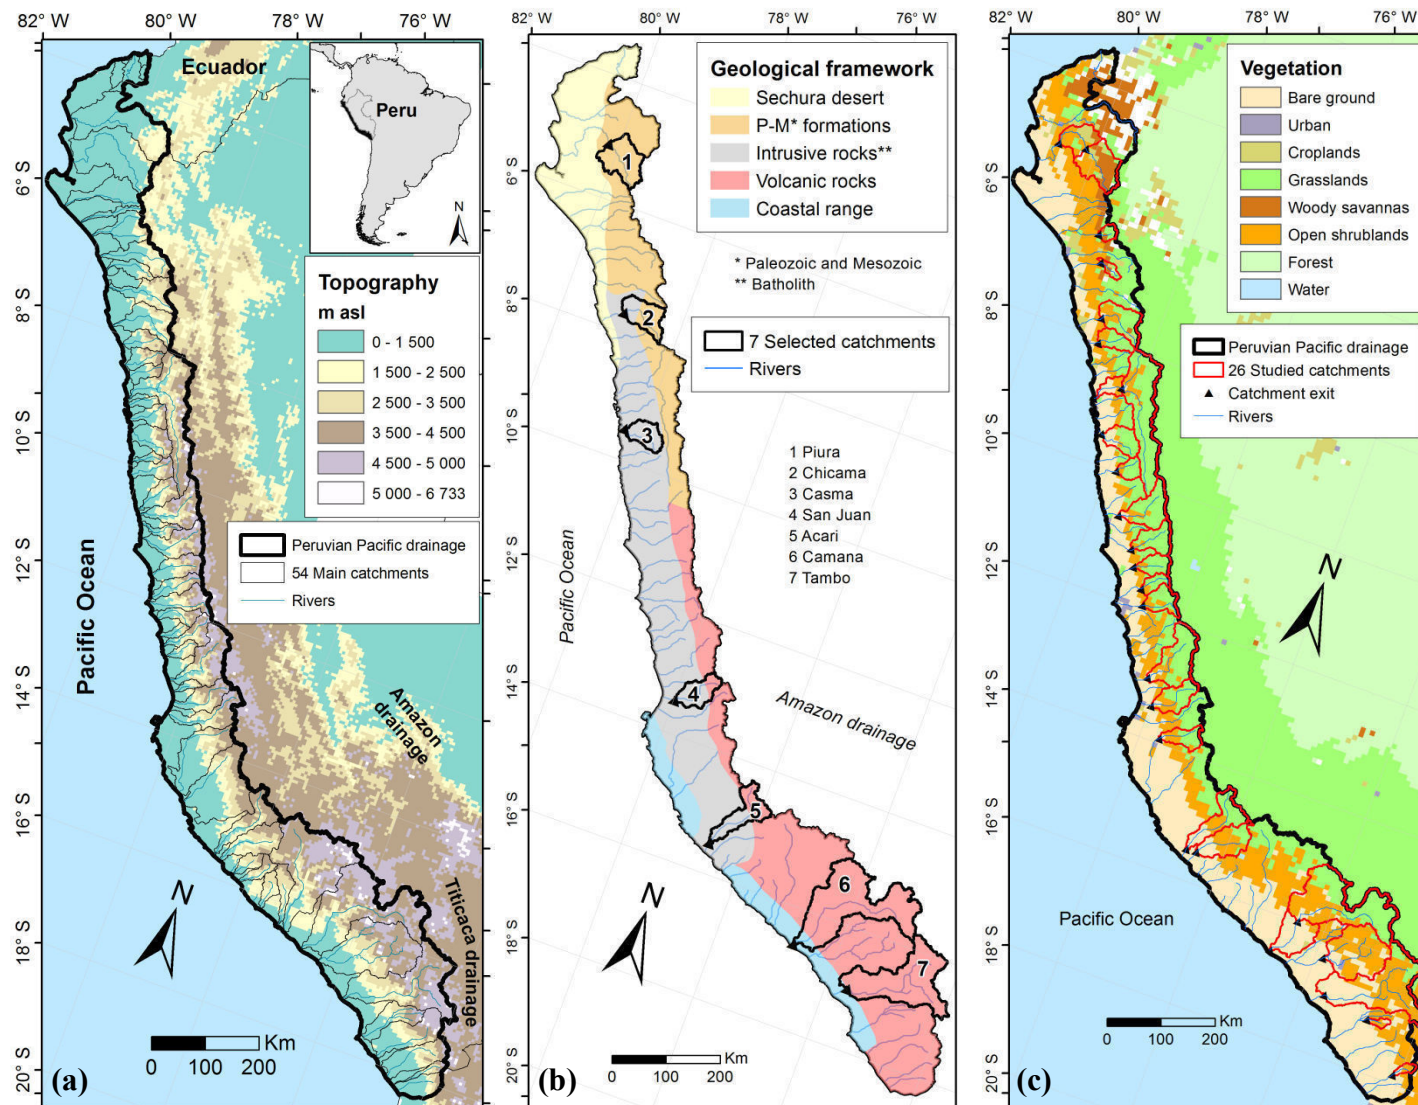 82° W
80° W
78° W
76° W
6° S
8° S
10° S
12° S
14° S
16° S
18° S
20° S
Ecuador
Peru
N
Topography
m asl
0 - 1 500
1 500 - 2 500
2 500 - 3 500
3 500 - 4 500
4 500 - 5 000
5 000 - 6 733
Peruvian Pacific drainage
54 Main catchments
Rivers
Pacific Ocean
Amazon
drainage
Titicaca drainage
N
Km
0 100 200
(a)
82° W
80° W
78° W
76° W
6° S
8° S
10° S
12° S
14° S
16° S
18° S
20° S
Geological framework
Sechura desert
P-M* formations
Intrusive rocks**
Volcanic rocks
Coastal range
* Paleozoic and Mesozoic
** Batholith
7 Selected catchments
Rivers
1 Piura
2 Chicama
3 Casma
4 San Juan
5 Acari
6 Camana
7 Tambo
1
2
3
4
5
6
7
Pacific Ocean
Amazon drainage
N
Km
0 100 200
(b)
82° W
80° W
78° W
76° W
6° S
8° S
10° S
12° S
14° S
16° S
18° S
20° S
Vegetation
Bare ground
Urban
Croplands
Grasslands
Woody savannas
Open shrublands
Forest
Water
Peruvian Pacific drainage
26 Studied catchments
Catchment exit
Rivers
N
Pacific Ocean
Km
0 100 200
(c)